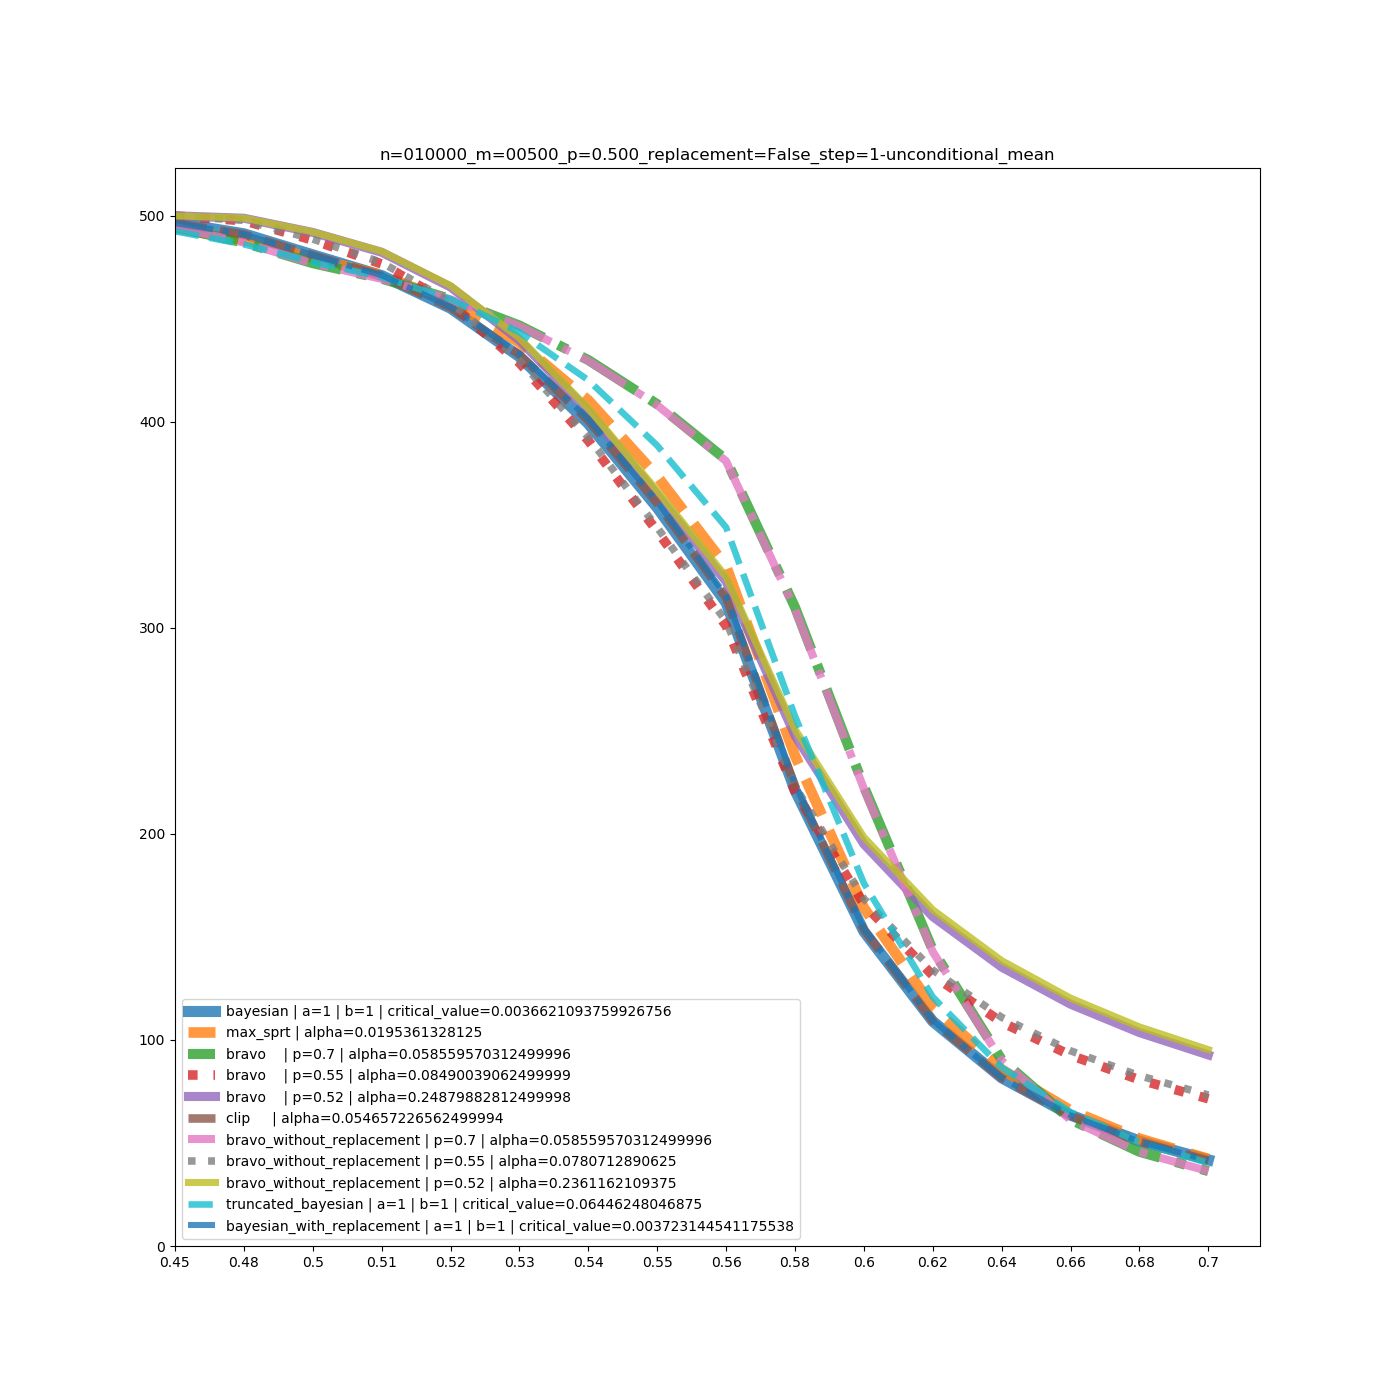 n=010000_m=00500_p=0.500_replacement=False_step=1-unconditional_mean
500
400
300
200
100
0
bayesian | a=1 | b=1 | critical_value=0.0036621093759926756
max_sprt | alpha=0.0195361328125
bravo    | p=0.7 | alpha=0.058559570312499996
bravo    | p=0.55 | alpha=0.08490039062499999
bravo    | p=0.52 | alpha=0.24879882812499998
clip     | alpha=0.054657226562499994
bravo_without_replacement | p=0.7 | alpha=0.058559570312499996
bravo_without_replacement | p=0.55 | alpha=0.0780712890625
bravo_without_replacement | p=0.52 | alpha=0.2361162109375
truncated_bayesian | a=1 | b=1 | critical_value=0.06446248046875
bayesian_with_replacement | a=1 | b=1 | critical_value=0.003723144541175538
0.45 0.48 0.5 0.51 0.52 0.53 0.54 0.55 0.56 0.58 0.6 0.62 0.64 0.66 0.68 0.7